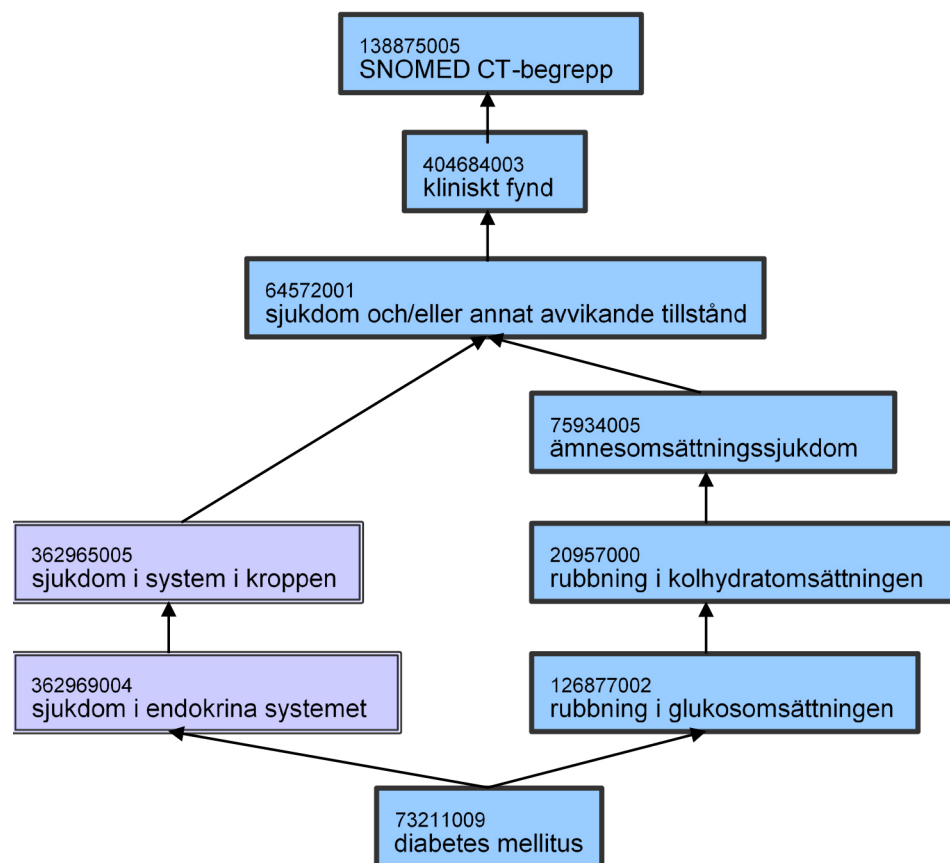 138875005
SNOMED CT-begrepp
404684003
kliniskt fynd
64572001
sjukdom och/eller annat avvikande tillstånd
75934005
ämnesomsättningssjukdom
362965005
sjukdom i system i kroppen
20957000
rubbning i kolhydratomsättningen
362969004
sjukdom i endokrina systemet
126877002
rubbning i glukosomsättningen
73211009
diabetes mellitus